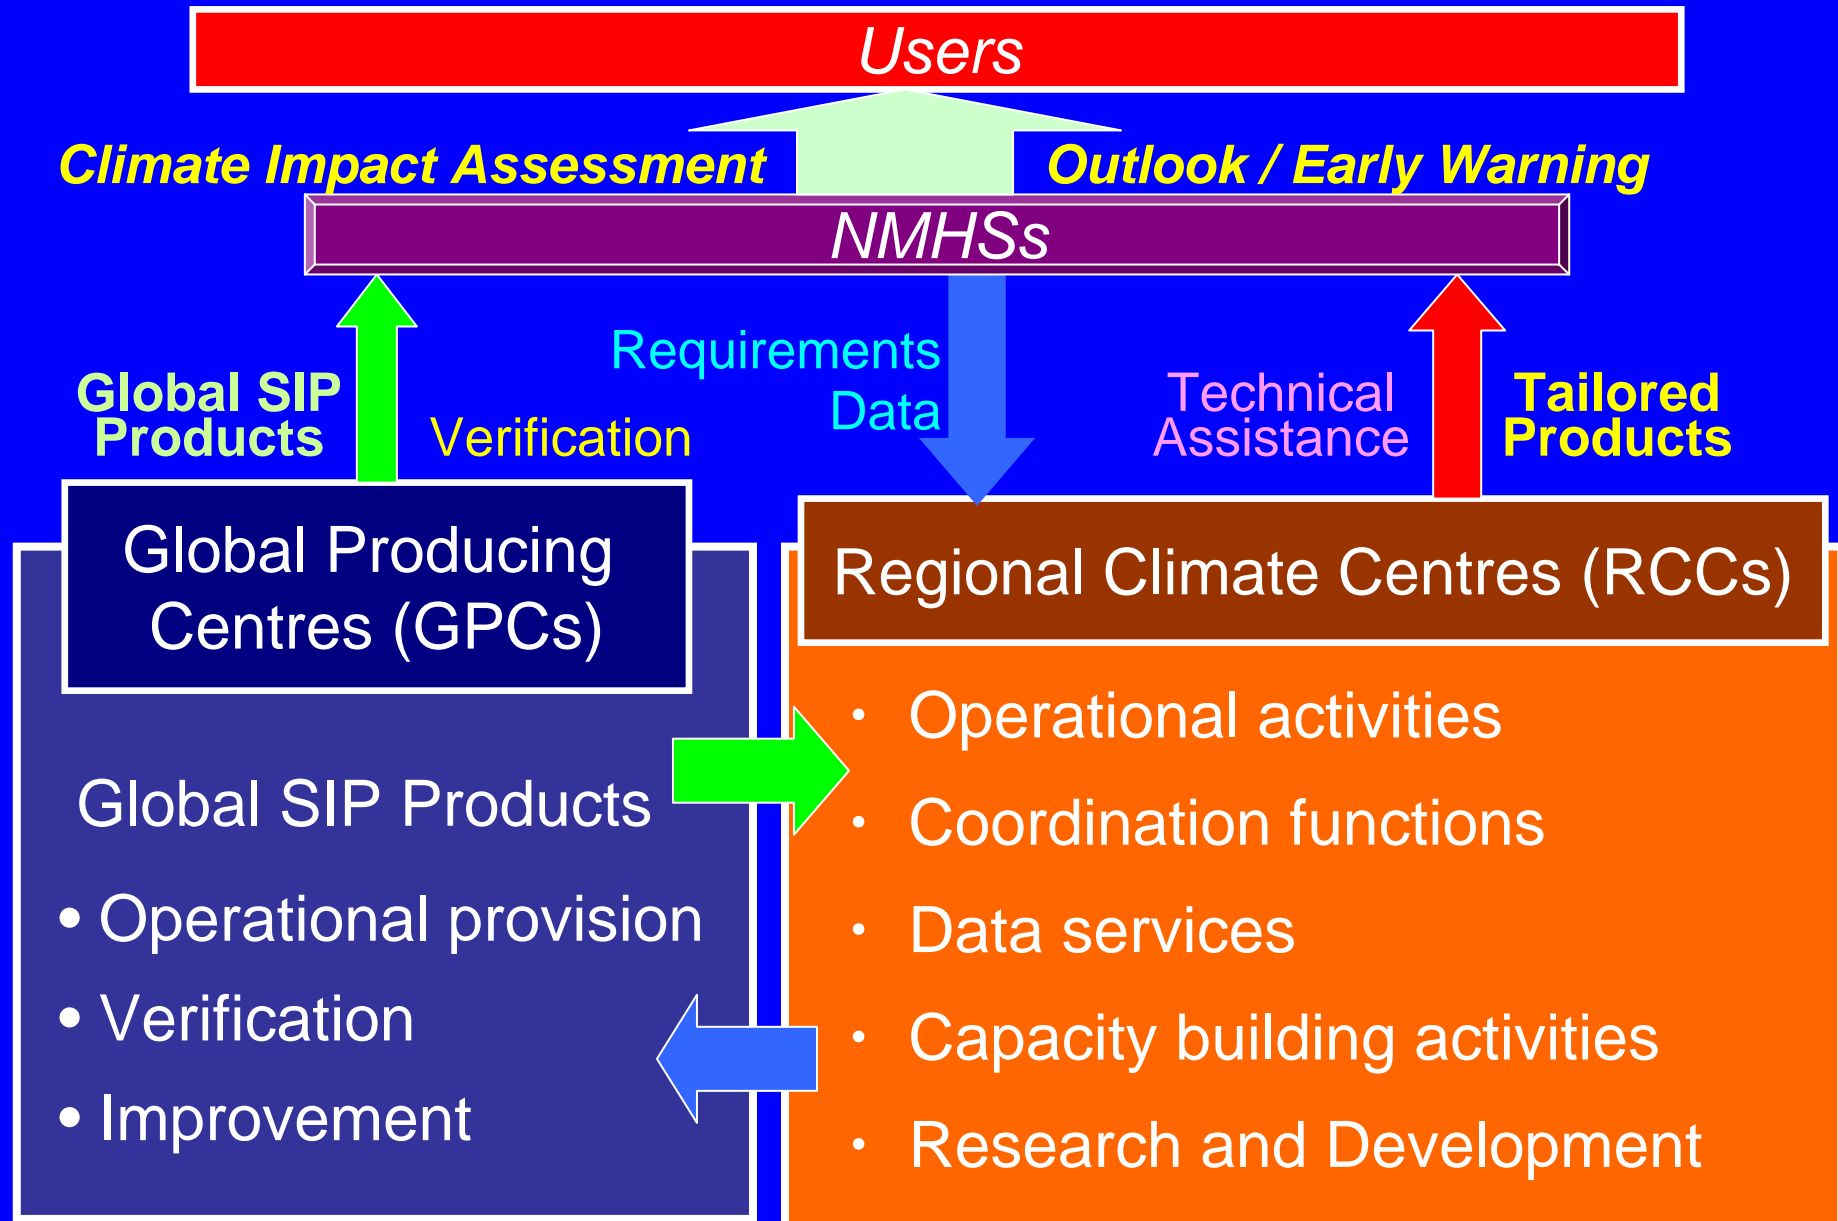 Users
Climate Impact Assessment
Outlook / Early Warning
NMHSs
Global SIP
Products
Verification
Requirements
Data
Technical
Assistance
Tailored
Products
Global Producing
Centres (GPCs)
Global SIP Products
• Operational provision
• Verification
• Improvement
Regional Climate Centres (RCCs)
・ Operational activities
・ Coordination functions
・ Data services
・ Capacity building activities
・ Research and Development